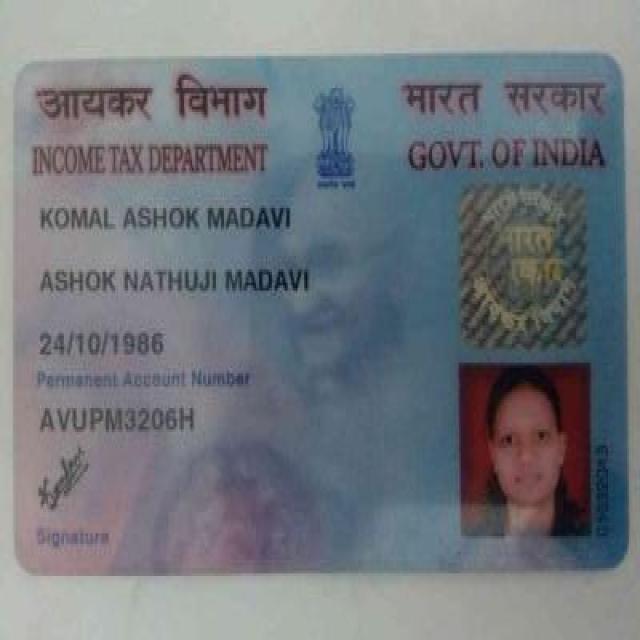 आयकर विभाग
भारत सरकार
INCOME TAX DEPARTMENT
GOVT. OF INDIA
KOMAL ASHOK MADAVI
ASHOK NATHUJI MADAVI
24/10/1986
Permanent Account Number
AVUPM3206H
Signature
भारत